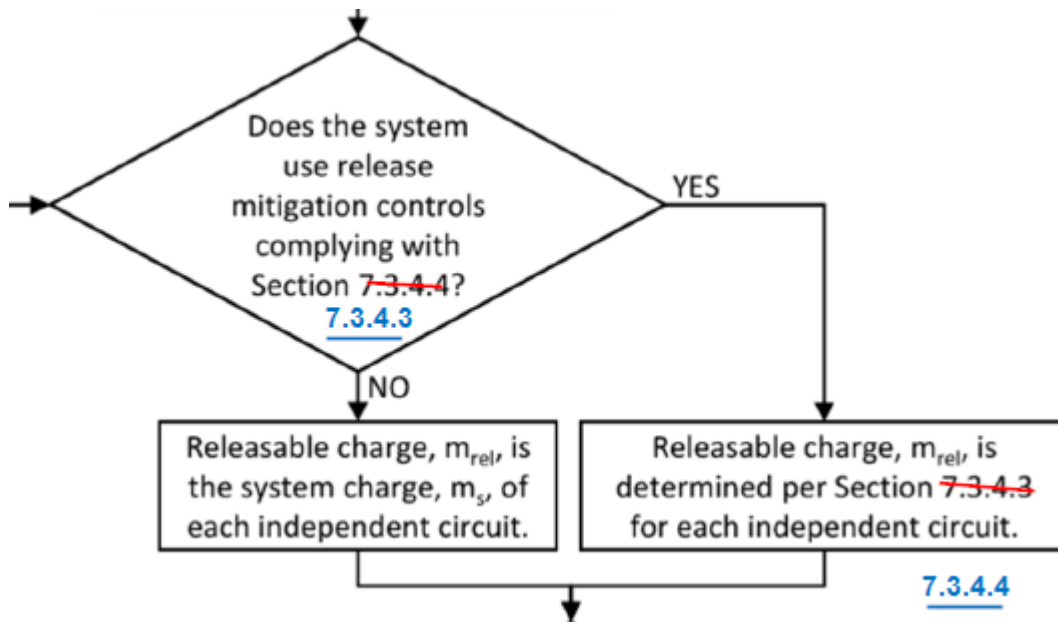 Does the system
use release
mitigation controls
complying with
Section 7.3.4.4?
7.3.4.3
YES
NO
Releasable charge, mrel, is
the system charge, ms, of
each independent circuit.
Releasable charge, mrel, is
determined per Section 7.3.4.3
for each independent circuit.
7.3.4.4